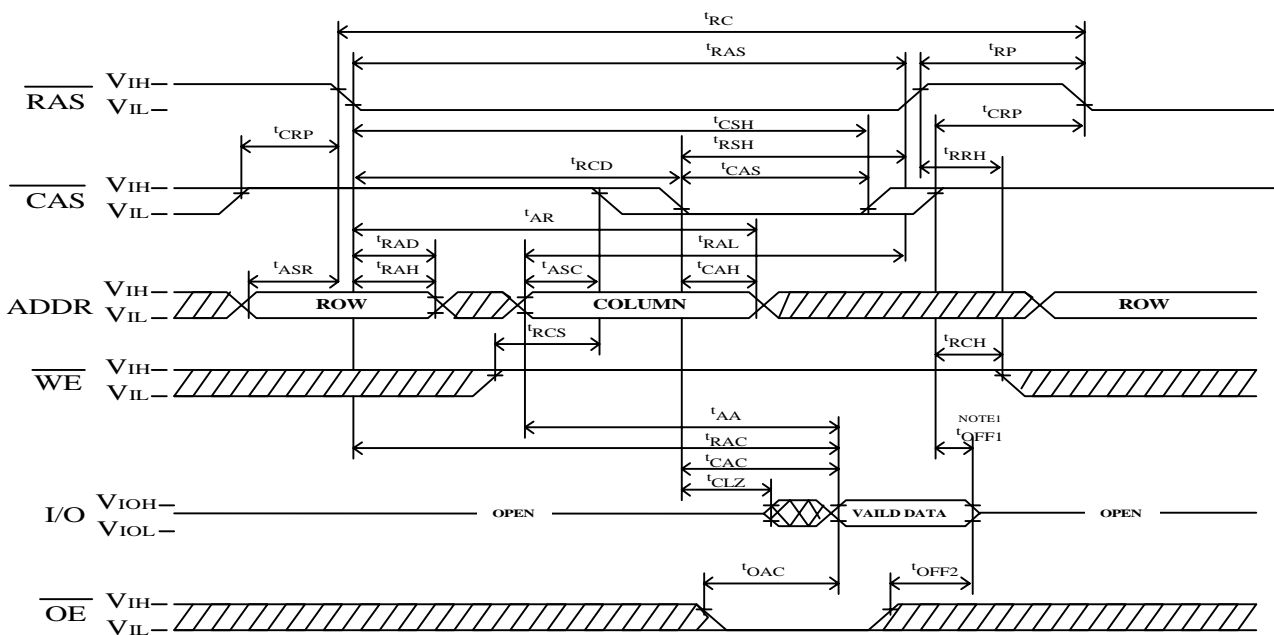 tRC
tRAS tRP
RAS VIH
VIL
tCRP tCSH tCRP
tRSH
tRCD tCAS tRRH
CAS VIH
VIL
tAR
tRAD tRAL
tASR tRAH tASC tCAH
ADDR VIH
VIL
ROW COLUMN ROW
tRCS tRCH
WE VIH
VIL
tAA NOTE1
tRAC tOFF1
tCAC
tCLZ
I/O VIOH
VIOL
OPEN VAILD DATA OPEN
tOAC tOFF2
OE VIH
VIL